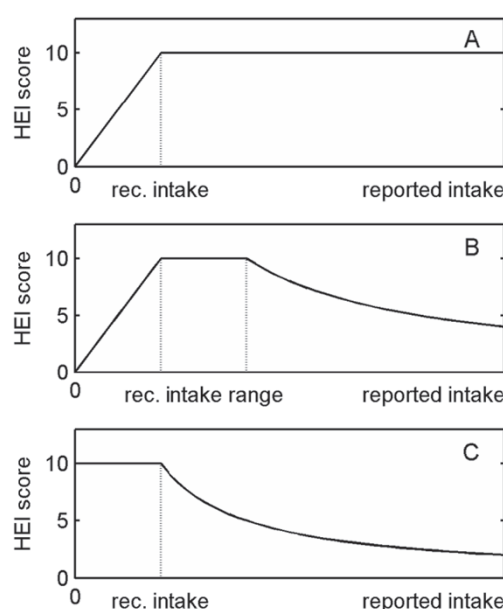 A
HEI score
10
5
0
0
rec. intake
reported intake
B
HEI score
10
5
0
0
rec. intake range
reported intake
C
HEI score
10
5
0
0
rec. intake
reported intake